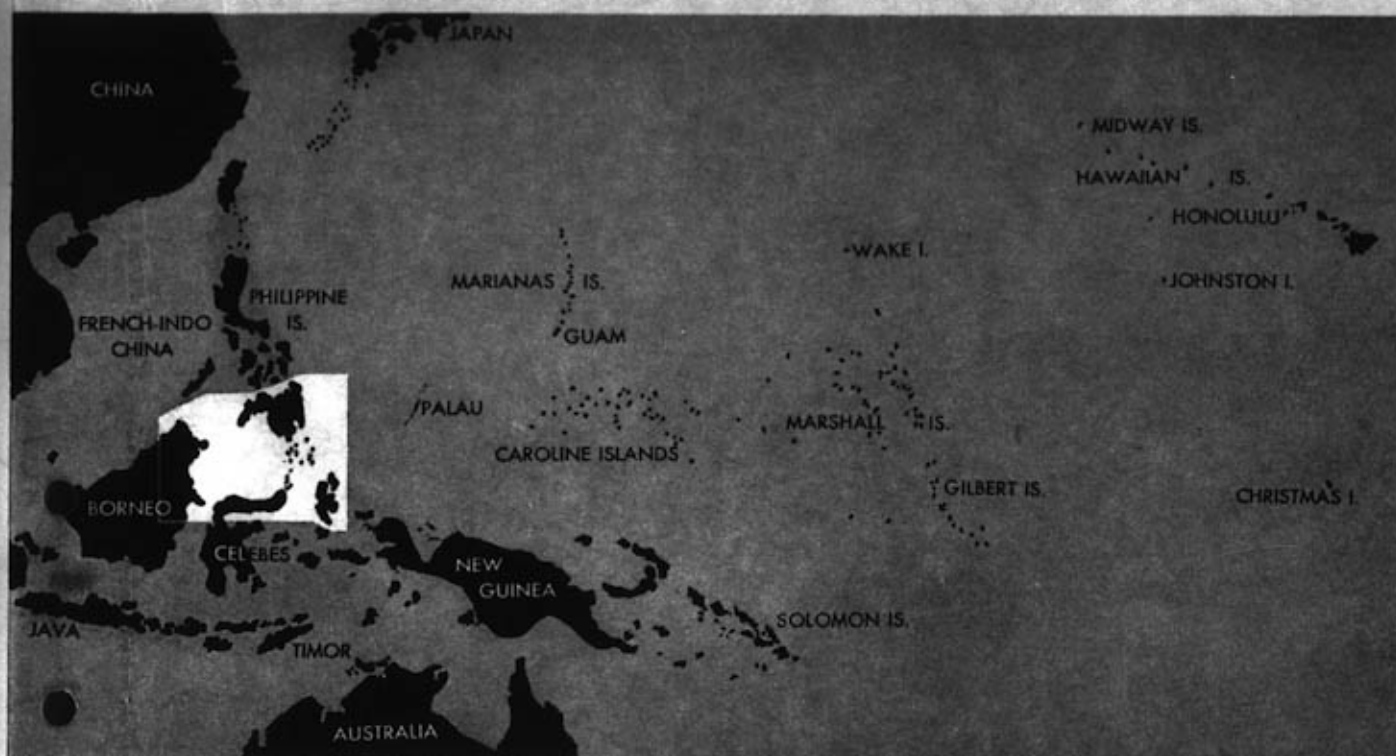 JAPAN
CHINA
MIDWAY IS.
HAWAIIAN IS.
HONOLULU
WAKE I.
MARIANAS IS.
JOHNSTON I.
PHILIPPINE
IS.
FRENCH-INDO
CHINA
GUAM
PALAU
MARSHALL IS.
CAROLINE ISLANDS
GILBERT IS.
CHRISTMAS I.
BORNEO
CELEBES
NEW
GUINEA
SOLOMON IS.
JAVA
TIMOR
AUSTRALIA